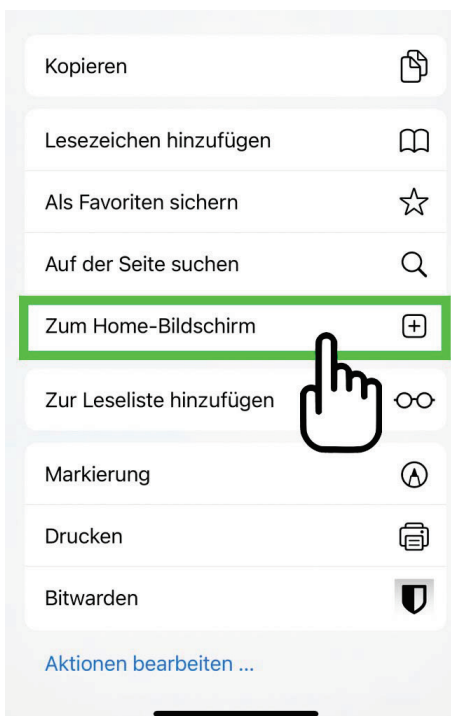 Kopieren
Lesezeichen hinzufügen
Als Favoriten sichern
Auf der Seite suchen
Zum Home-Bildschirm
Zur Leseliste hinzufügen
Markierung
Drucken
Bitwarden
Aktionen bearbeiten ...